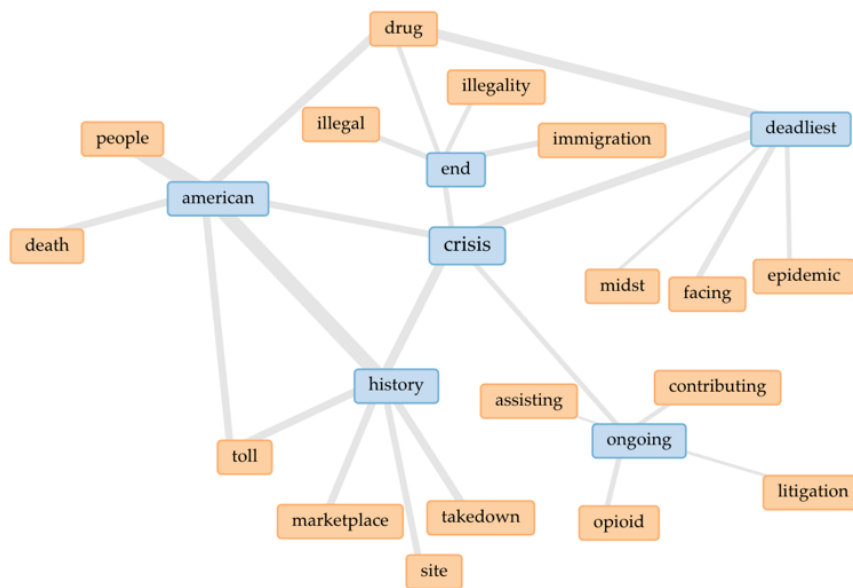 drug
illegality
illegal
deadliest
people
immigration
end
american
death
crisis
midst
facing
epidemic
history
contributing
assisting
ongoing
toll
litigation
marketplace
takedown
opioid
site